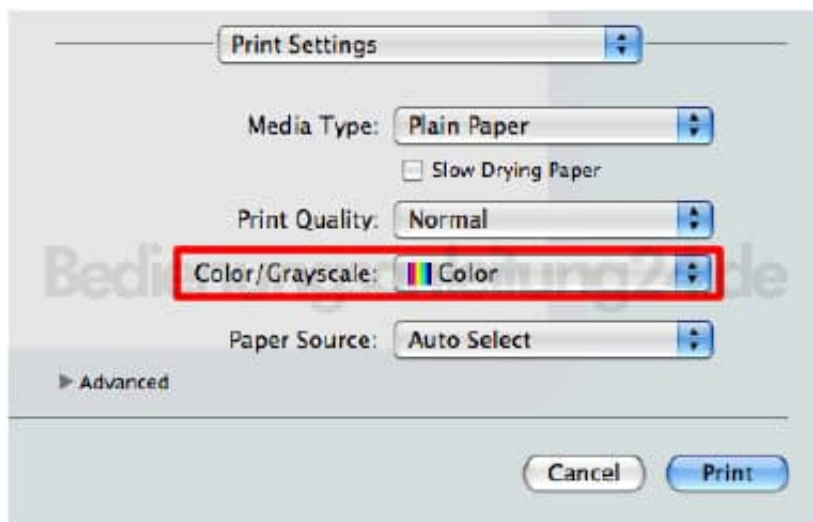 Print Settings
Media Type: Plain Paper
Slow Drying Paper
Print Quality: Normal
Color/Grayscale: Color
Paper Source: Auto Select
Advanced
Cancel Print